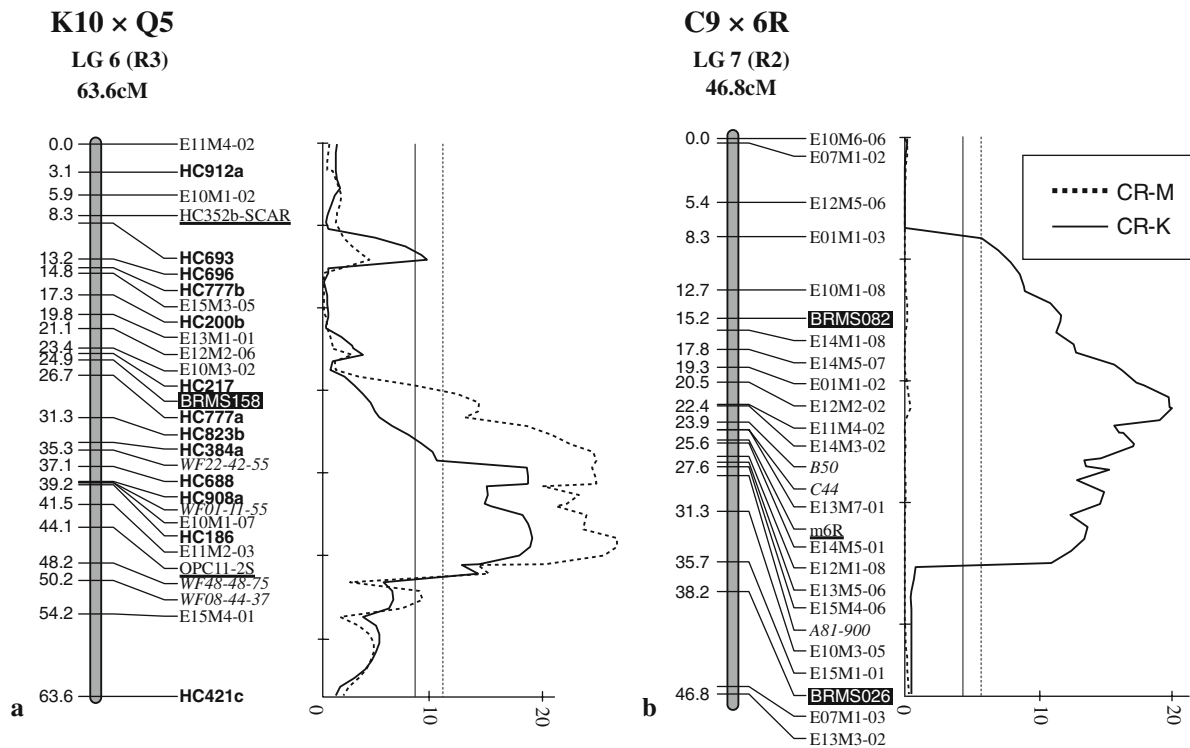 K10 × Q5
LG 6 (R3)
63.6cM
0.0
3.1
5.9
8.3
13.2
14.8
17.3
19.8
21.1
23.4
24.9
26.7
31.3
35.3
37.1
39.2
41.5
44.1
48.2
50.2
54.2
63.6
E11M4-02
HC912a
E10M1-02
HC352b-SCAR
HC693
HC696
HC777b
E15M3-05
HC200b
E13M1-01
E12M2-06
E10M3-02
HC217
BRMS158
HC777a
HC823b
HC384a
WF22-42-55
HC688
HC908a
WF01-11-55
E10M1-07
HC186
E11M2-03
OPC11-2S
WF48-48-75
WF08-44-37
E15M4-01
HC421c
0
10
20
a
C9 × 6R
LG 7 (R2)
46.8cM
0.0
5.4
8.3
12.7
15.2
17.8
19.3
20.5
22.4
23.9
25.6
27.6
31.3
35.7
38.2
46.8
E10M6-06
E07M1-02
E12M5-06
E01M1-03
E10M1-08
BRMS082
E14M1-08
E14M5-07
E01M1-02
E12M2-02
E11M4-02
E14M3-02
B50
C44
E13M7-01
m6R
E14M5-01
E12M1-08
E13M5-06
E15M4-06
A81-900
E10M3-05
E15M1-01
BRMS026
E07M1-03
E13M3-02
CR-M
CR-K
0
10
20
b